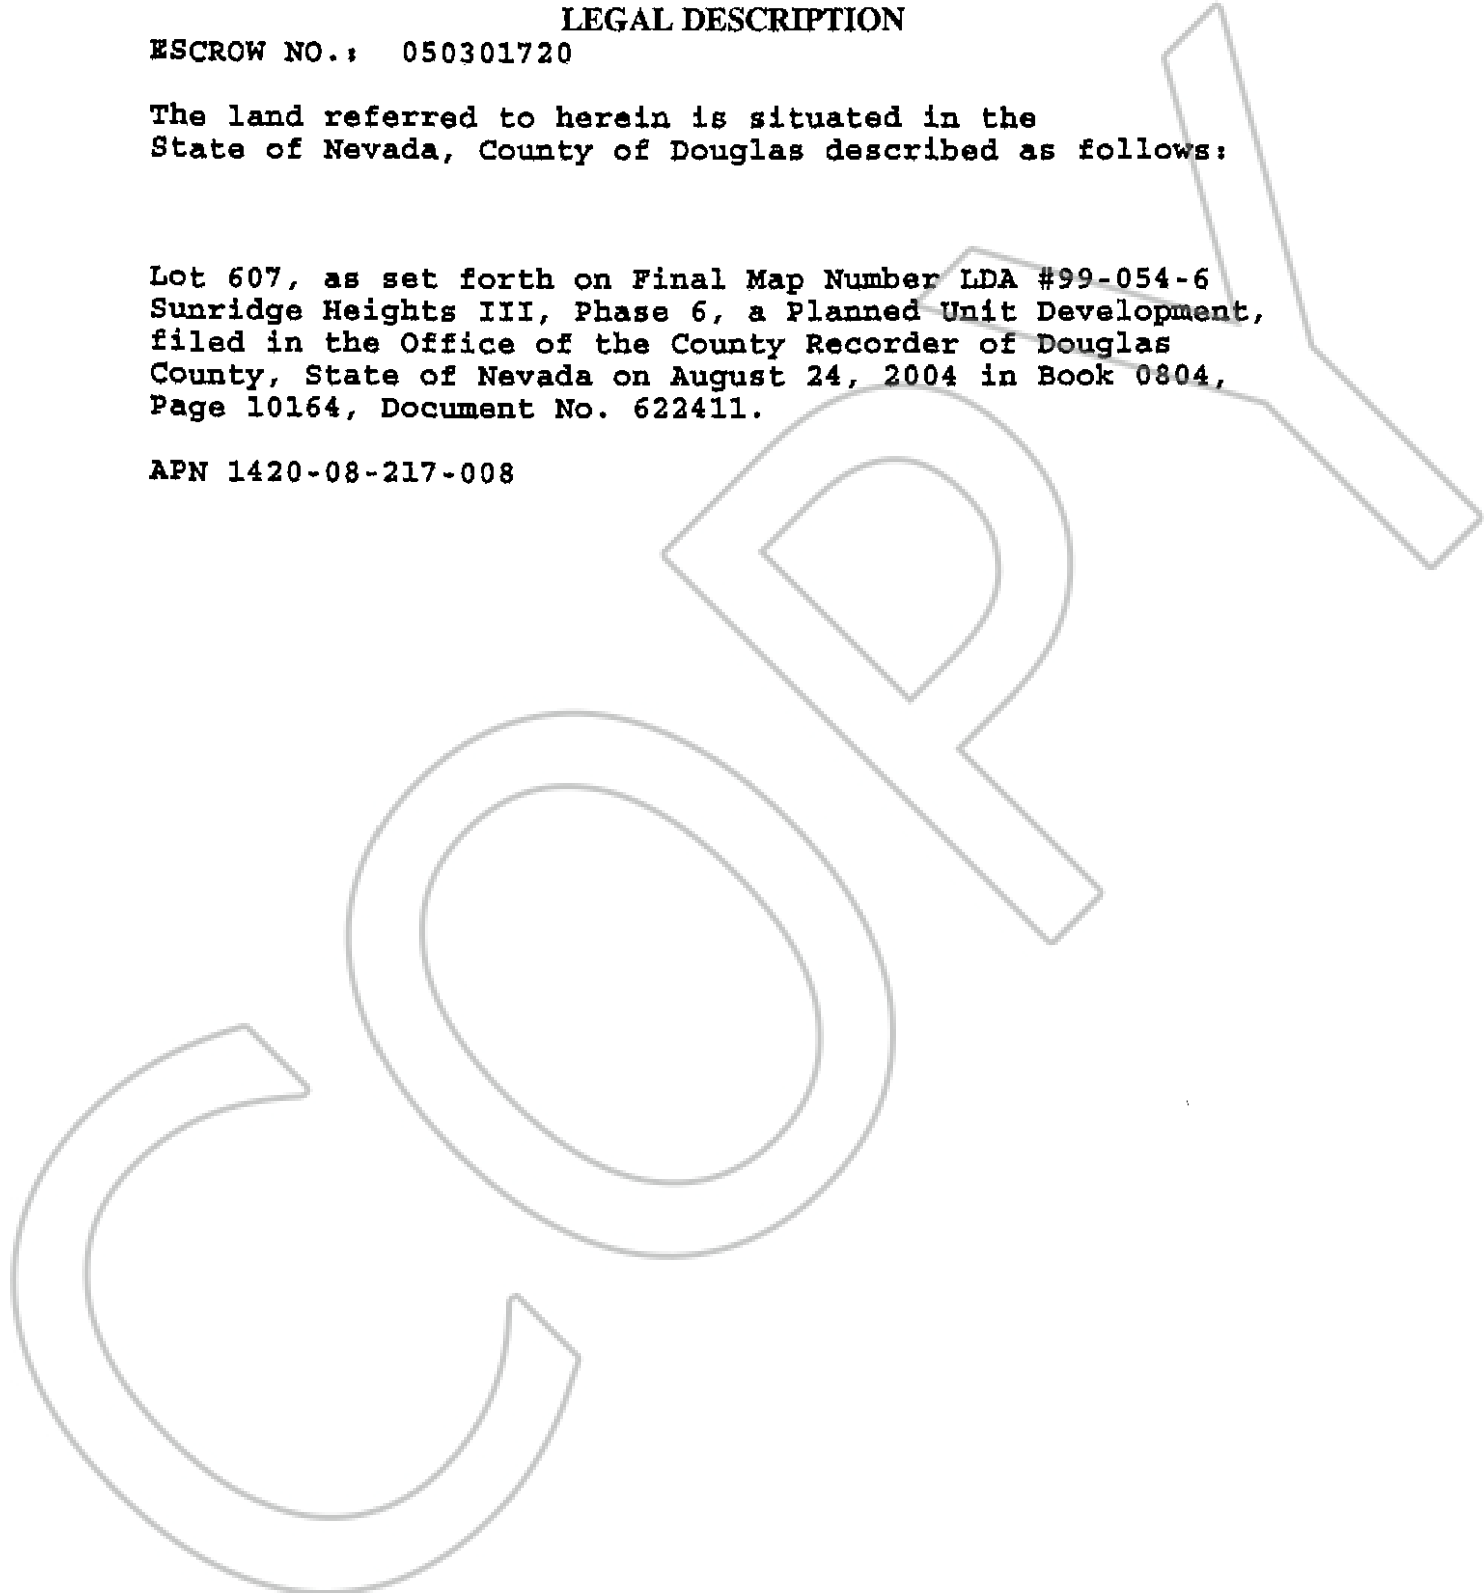 LEGAL DESCRIPTION
ESCROW NO.: 050301720
The land referred to herein is situated in the
State of Nevada, County of Douglas described as follows:
Lot 607, as set forth on Final Map Number LDA #99-054-6
Sunridge Heights III, Phase 6, a Planned Unit Development,
filed in the Office of the County Recorder of Douglas
County, State of Nevada on August 24, 2004 in Book 0804,
Page 10164, Document No. 622411.
APN 1420-08-217-008
COPY